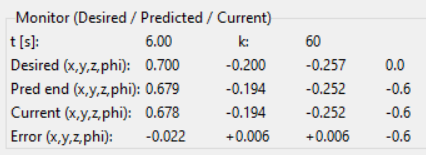 Monitor (Desired / Predicted / Current)
t [s]: 6.00 k: 60
Desired (x,y,z,phi): 0.700 -0.200 -0.257 0.0
Pred end (x,y,z,phi): 0.679 -0.194 -0.252 -0.6
Current (x,y,z,phi): 0.678 -0.194 -0.252 -0.6
Error (x,y,z,phi): -0.022 +0.006 +0.006 -0.6